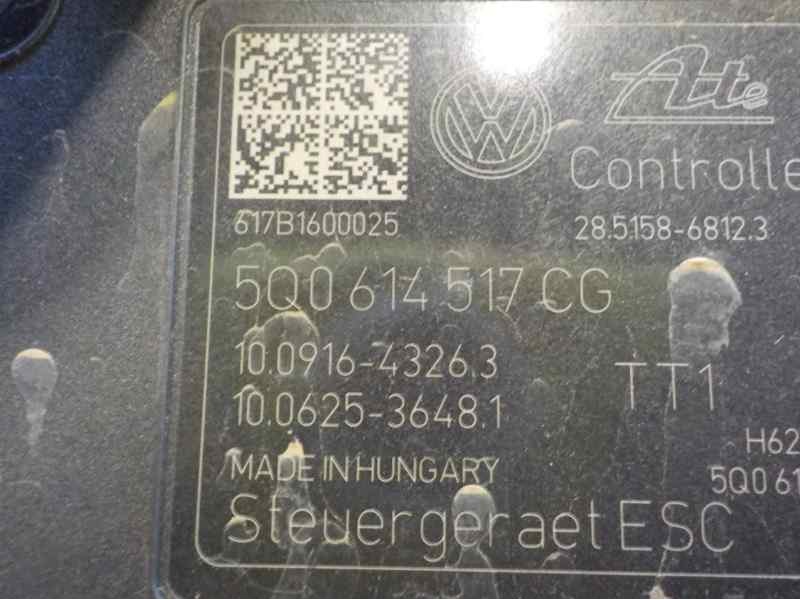 VW Ate
Controlle
617B1600025 28.5158-6812.3
5Q0 614 517 CG
10.0916-4326.3
10.0625-3648.1
TT1
H62
MADE IN HUNGARY
5Q0 61
Steuergeraet ESC